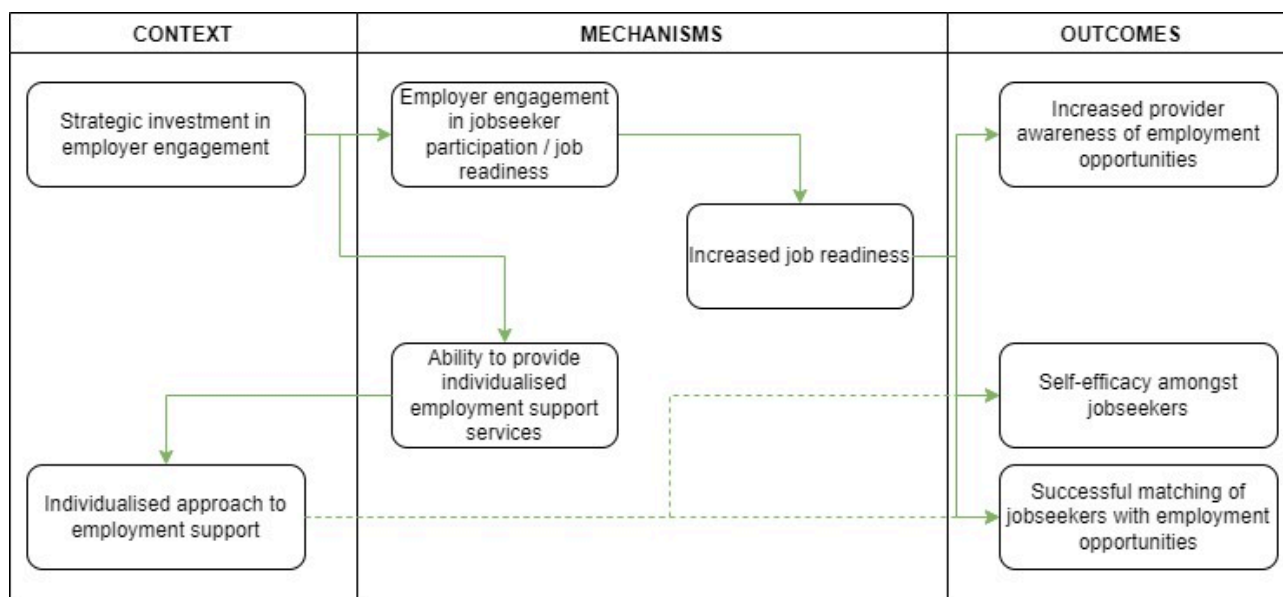 CONTEXT
MECHANISMS
OUTCOMES
Strategic investment in
employer engagement
Employer engagement
in jobseeker
participation / job
readiness
Increased provider
awareness of employment
opportunities
Increased job readiness
Ability to provide
individualised
employment support
services
Self-efficacy amongst
jobseekers
Individualised approach to
employment support
Successful matching of
jobseekers with employment
opportunities